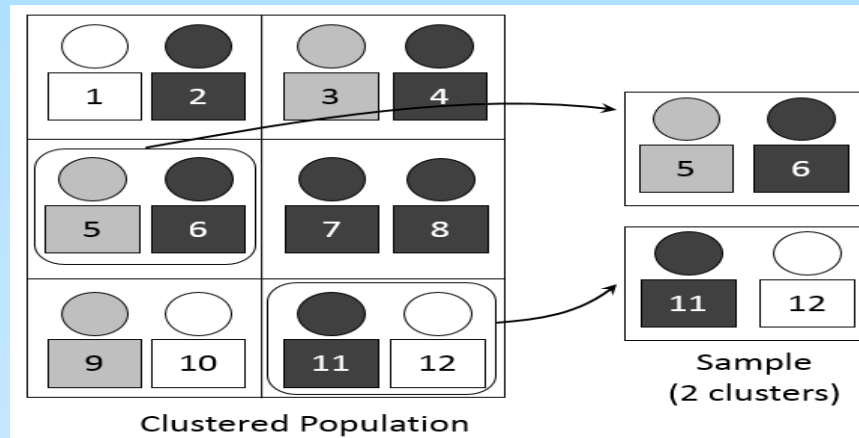 1 2 3 4
5 6 7 8
9 10 11 12
Clustered Population
5 6
11 12
Sample
(2 clusters)